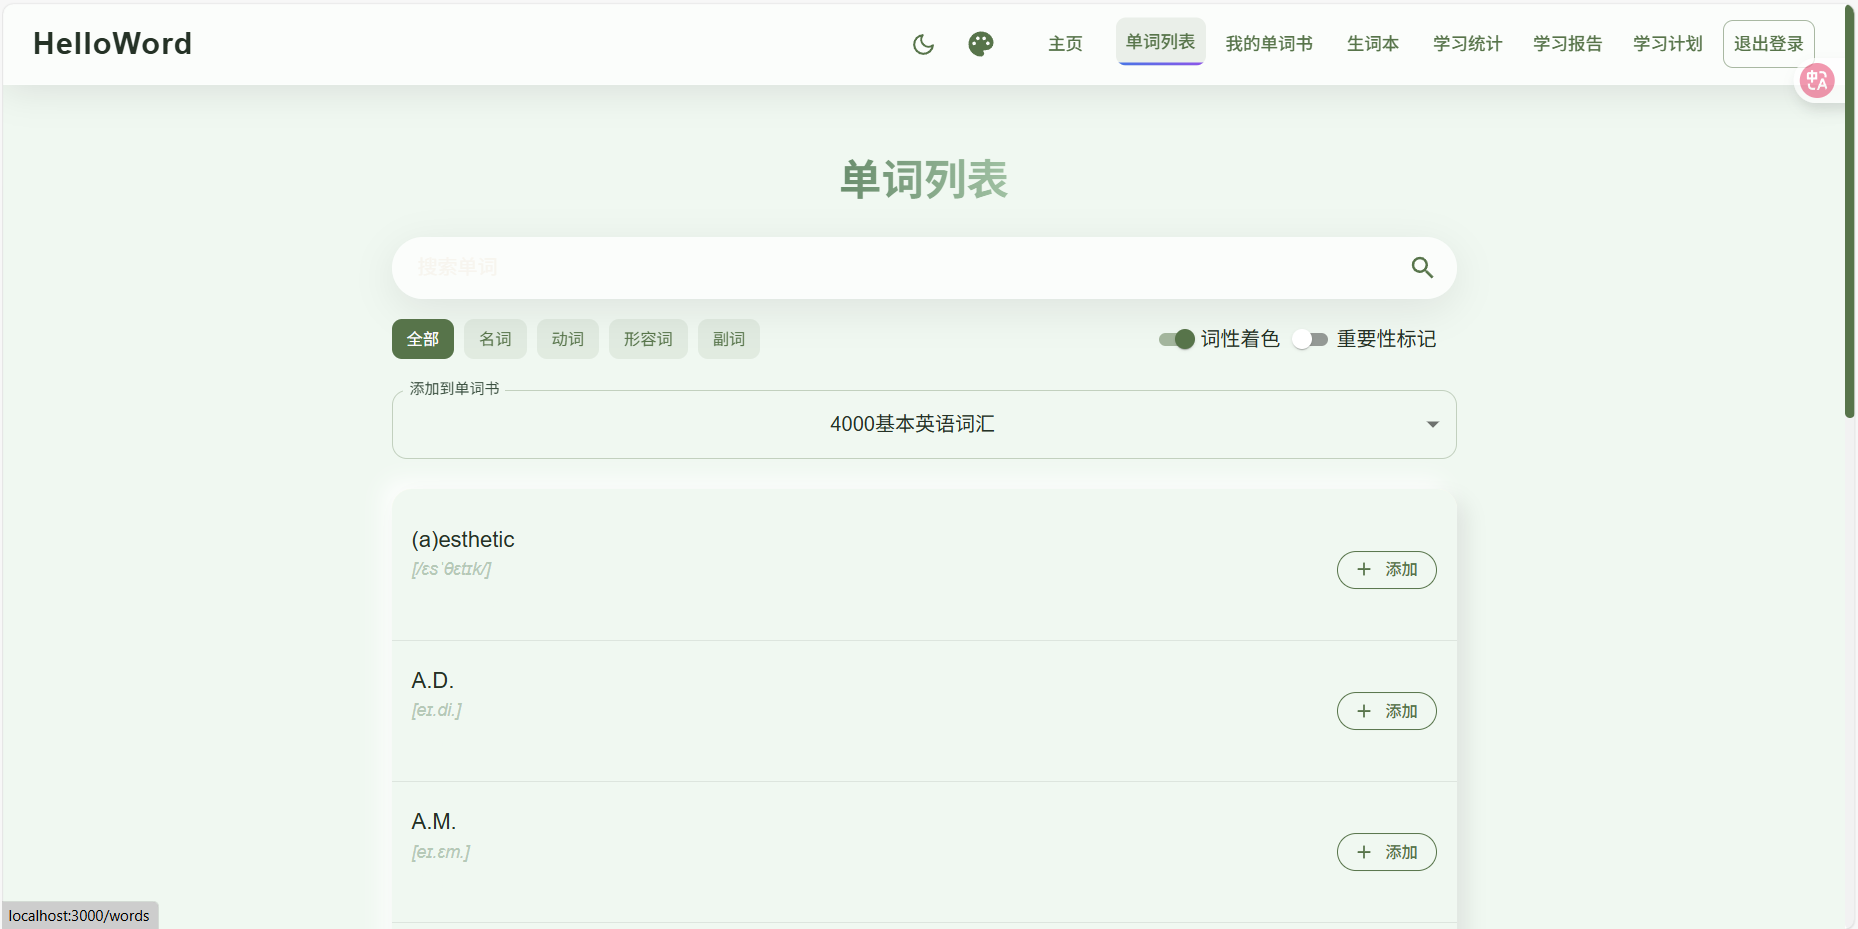 HelloWord
主页
单词列表
我的单词书
生词本
学习统计
学习报告
学习计划
退出登录
单词列表
搜索单词
全部
名词
动词
形容词
副词
词性着色
重要性标记
添加到单词书
4000基本英语词汇
(a)esthetic
[/ɛsˈθɛtɪk/]
添加
A.D.
[eɪ.di.]
添加
A.M.
[eɪ.ɛm.]
添加
localhost:3000/words